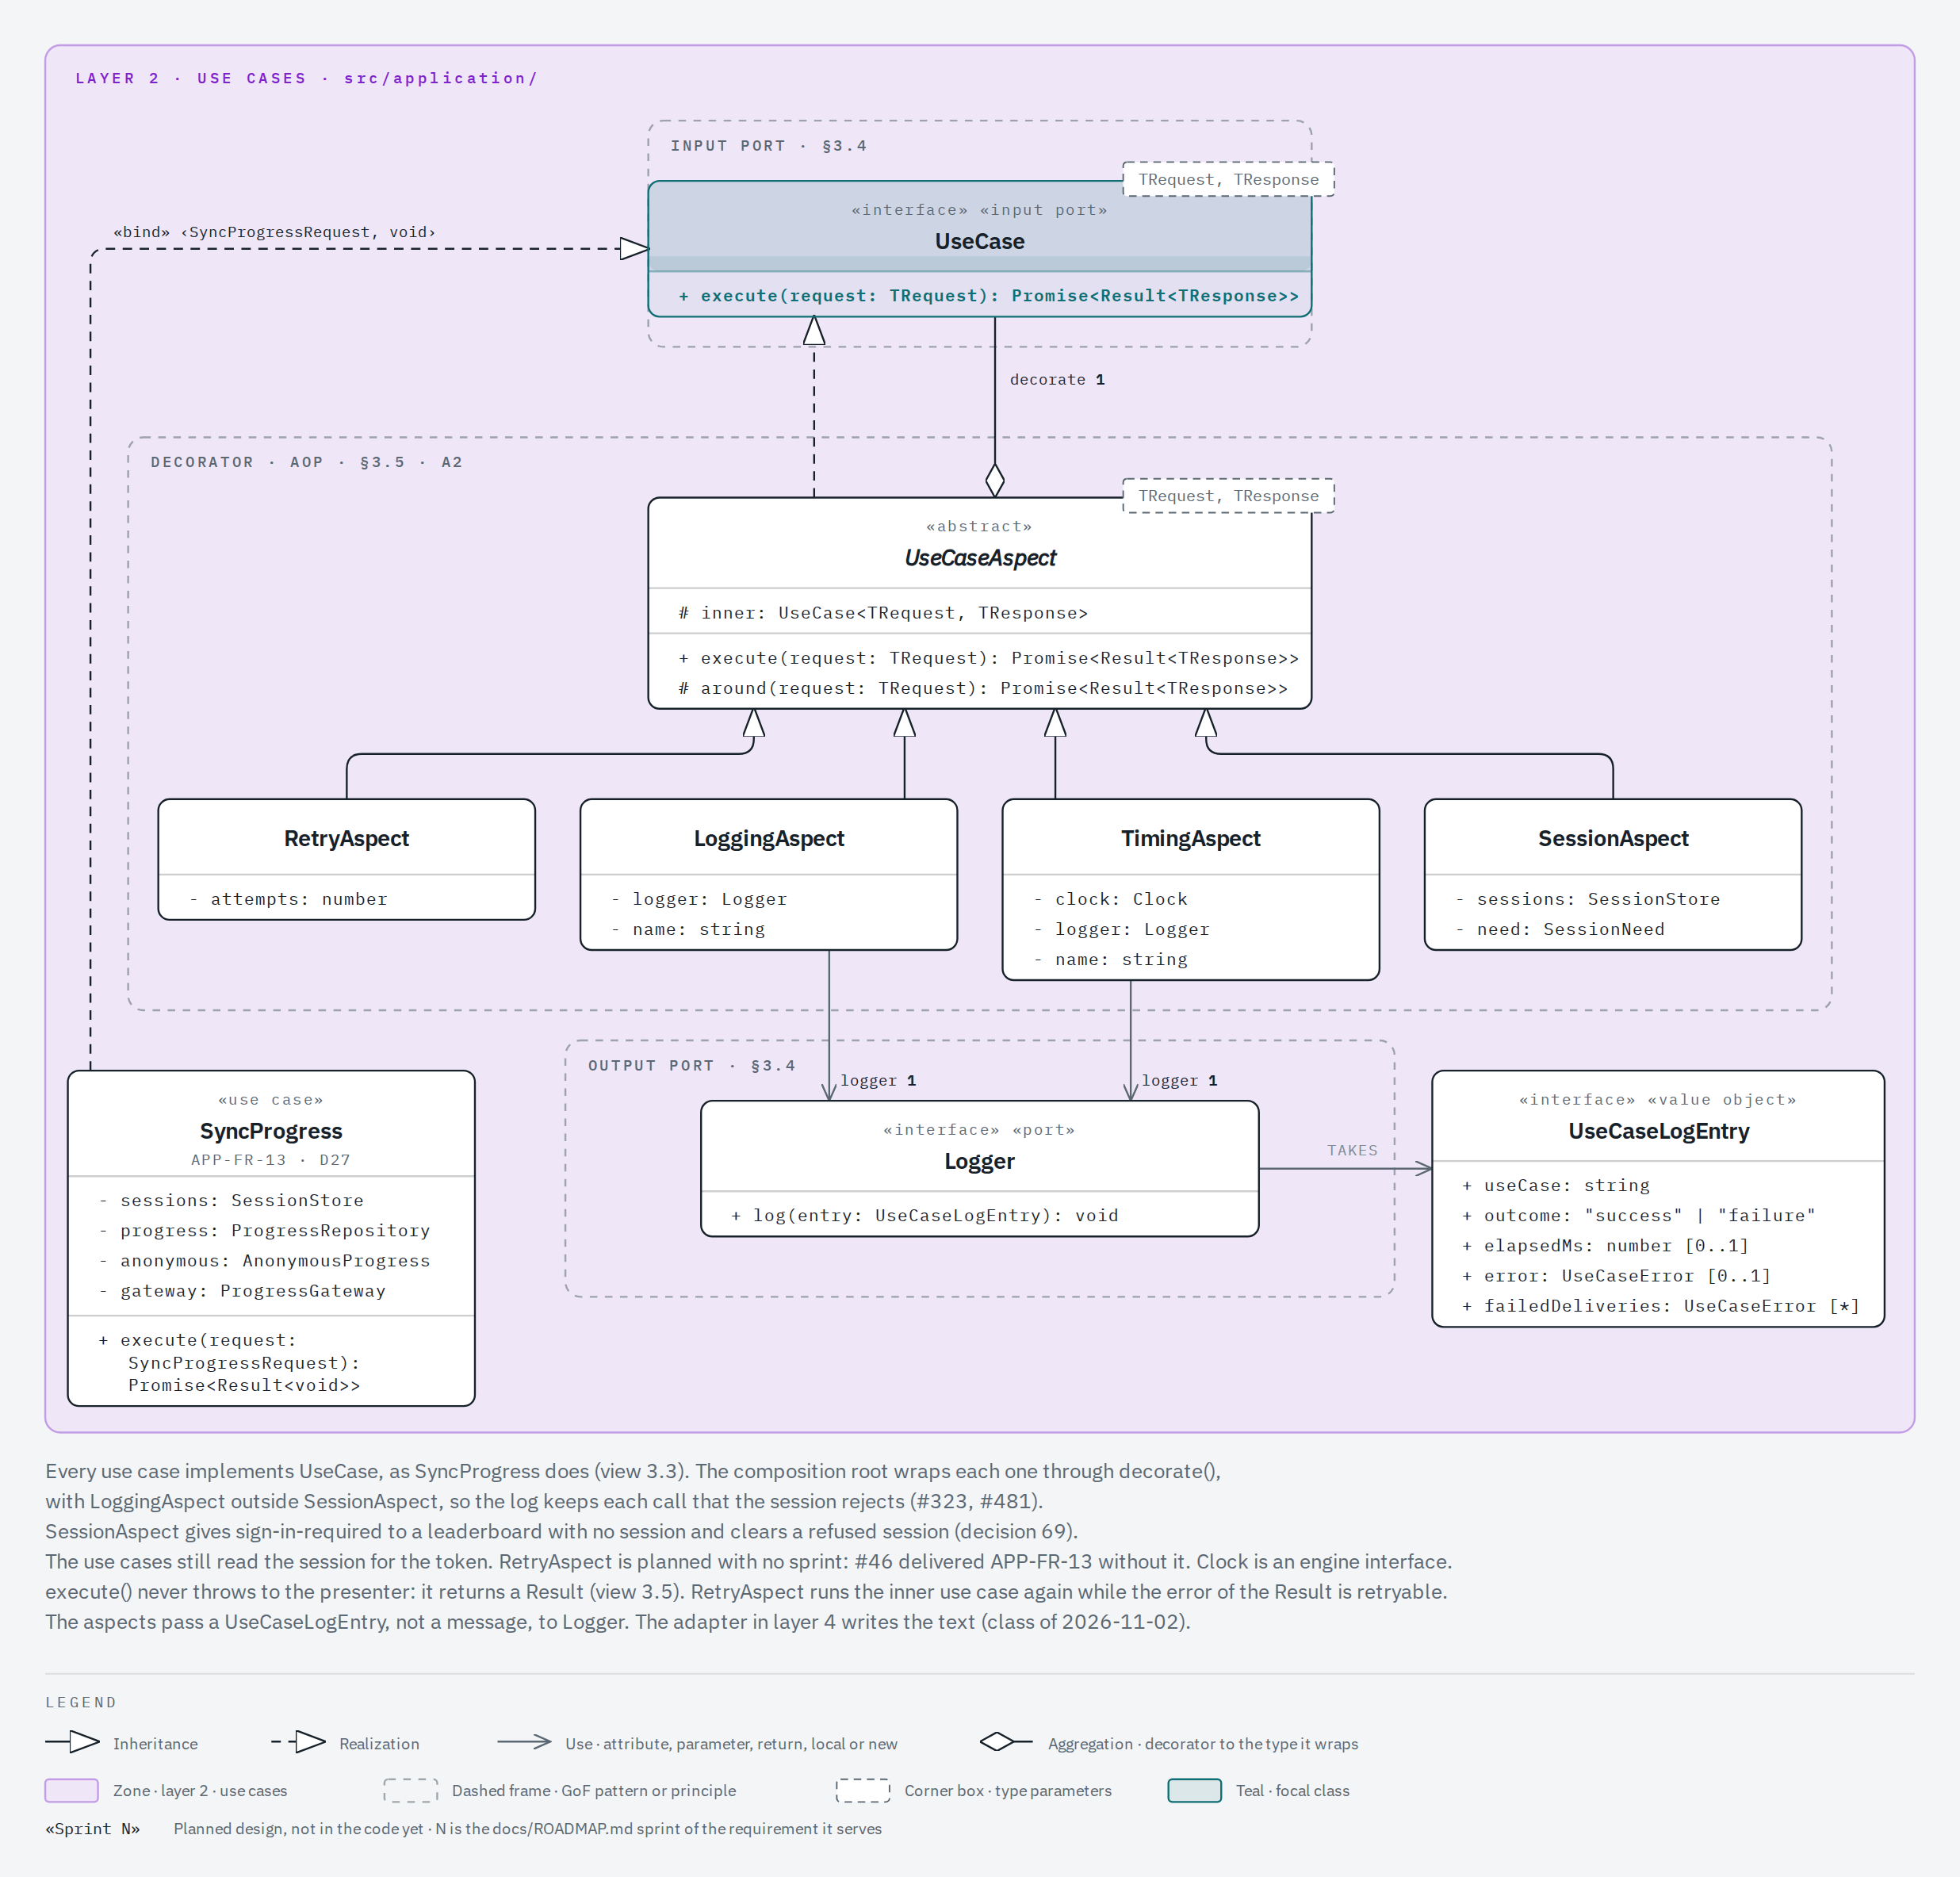 LAYER 2 · USE CASES · src/application/
INPUT PORT · §3.4
TRequest, TResponse
«interface» «input port»
UseCase
+ execute(request: TRequest): Promise<Result<TResponse>>
«bind» ‹SyncProgressRequest, void›
decorate 1
DECORATOR · AOP · §3.5 · A2
TRequest, TResponse
«abstract»
UseCaseAspect
# inner: UseCase<TRequest, TResponse>
+ execute(request: TRequest): Promise<Result<TResponse>>
# around(request: TRequest): Promise<Result<TResponse>>
RetryAspect
- attempts: number
LoggingAspect
- logger: Logger
- name: string
TimingAspect
- clock: Clock
- logger: Logger
- name: string
SessionAspect
- sessions: SessionStore
- need: SessionNeed
«use case»
SyncProgress
APP-FR-13 · D27
- sessions: SessionStore
- progress: ProgressRepository
- anonymous: AnonymousProgress
- gateway: ProgressGateway
+ execute(request:
SyncProgressRequest):
Promise<Result<void>>
OUTPUT PORT · §3.4
logger 1
logger 1
«interface» «port»
Logger
+ log(entry: UseCaseLogEntry): void
TAKES
«interface» «value object»
UseCaseLogEntry
+ useCase: string
+ outcome: "success" | "failure"
+ elapsedMs: number [0..1]
+ error: UseCaseError [0..1]
+ failedDeliveries: UseCaseError [*]
Every use case implements UseCase, as SyncProgress does (view 3.3). The composition root wraps each one through decorate(),
with LoggingAspect outside SessionAspect, so the log keeps each call that the session rejects (#323, #481).
SessionAspect gives sign-in-required to a leaderboard with no session and clears a refused session (decision 69).
The use cases still read the session for the token. RetryAspect is planned with no sprint: #46 delivered APP-FR-13 without it. Clock is an engine interface.
execute() never throws to the presenter: it returns a Result (view 3.5). RetryAspect runs the inner use case again while the error of the Result is retryable.
The aspects pass a UseCaseLogEntry, not a message, to Logger. The adapter in layer 4 writes the text (class of 2026-11-02).
LEGEND
Inheritance
Realization
Use · attribute, parameter, return, local or new
Aggregation · decorator to the type it wraps
Zone · layer 2 · use cases
Dashed frame · GoF pattern or principle
Corner box · type parameters
Teal · focal class
«Sprint N» Planned design, not in the code yet · N is the docs/ROADMAP.md sprint of the requirement it serves